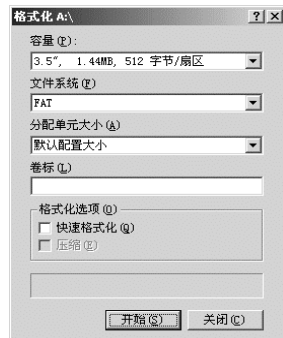 格式化 A:\
容量(P):
3.5", 1.44MB, 512 字节/扇区
文件系统(F)
FAT
分配单元大小(A)
默认配置大小
卷标(L)
格式化选项(O)
快速格式化(Q)
压缩(E)
开始(S)
关闭(C)